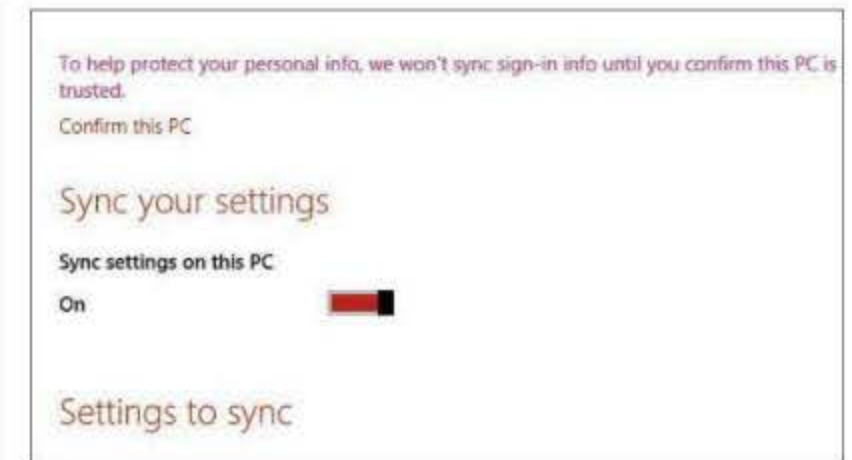 To help protect your personal info, we won't sync sign-in info until you confirm this PC is
trusted.
Confirm this PC
Sync your settings
Sync settings on this PC
On
Settings to sync